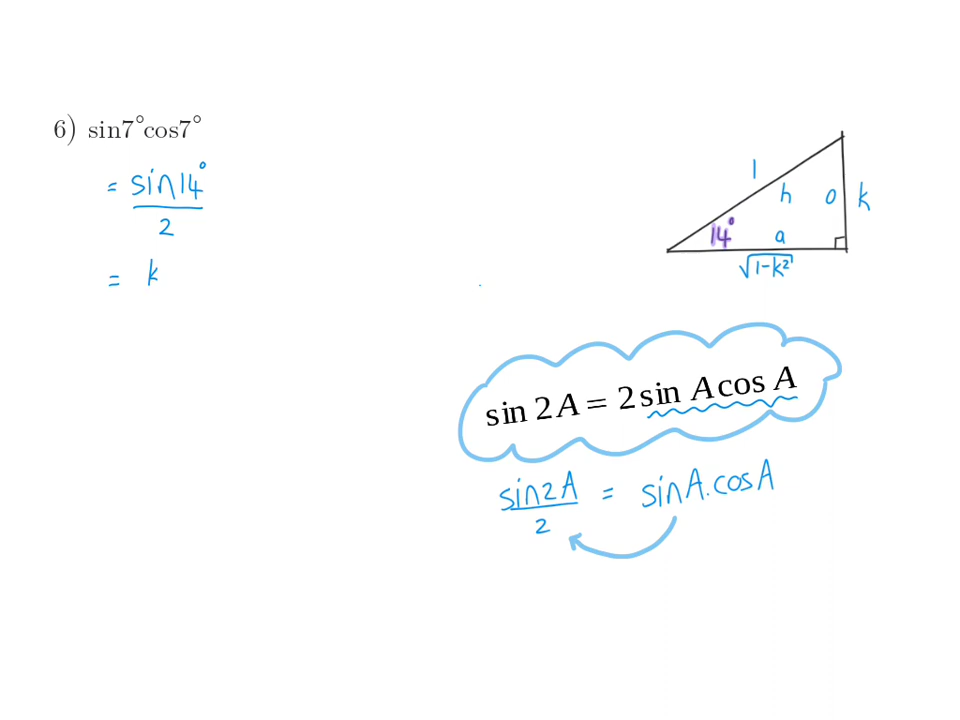 6) sin7°cos7°
= sin14°
2
= k
1
h
o
k
14°
a
√1-k²
sin 2A = 2 sin A cos A
sin2A = sinA.cosA
2